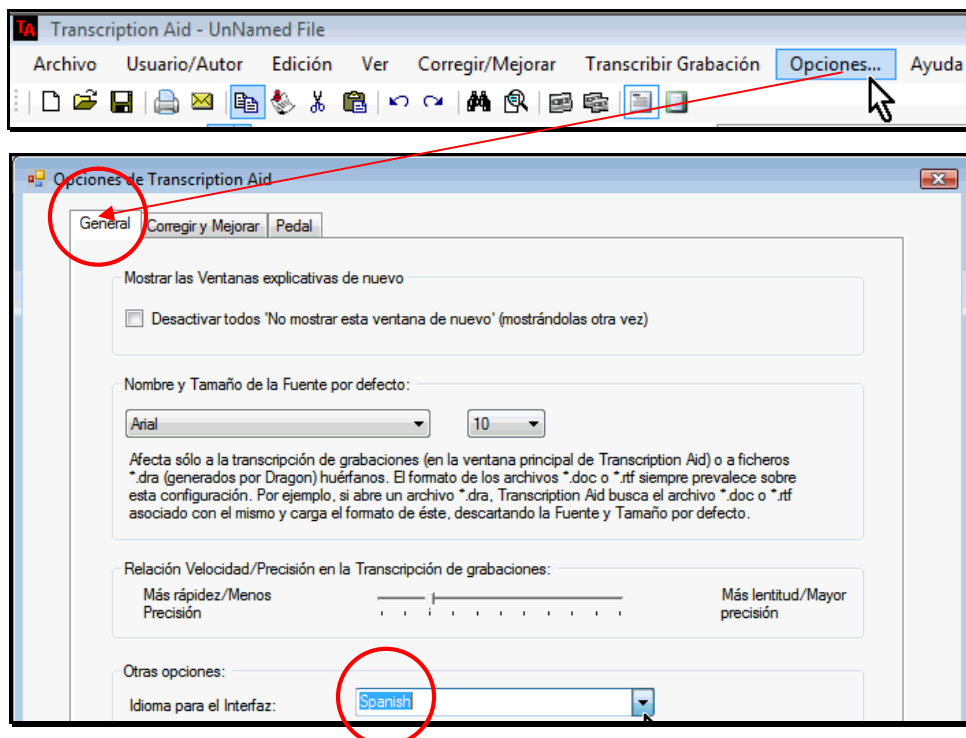 TA Transcription Aid - UnNamed File
Archivo Usuario/Autor Edición Ver Corregir/Mejorar Transcribir Grabación Opciones... Ayuda
Opciones de Transcription Aid
General Corregir y Mejorar Pedal
Mostrar las Ventanas explicativas de nuevo
Desactivar todos 'No mostrar esta ventana de nuevo' (mostrándolas otra vez)
Nombre y Tamaño de la Fuente por defecto:
Arial 10
Afecta sólo a la transcripción de grabaciones (en la ventana principal de Transcription Aid) o a ficheros
*.dra (generados por Dragon) huérfanos. El formato de los archivos *.doc o *.rtf siempre prevalece sobre
esta configuración. Por ejemplo, si abre un archivo *.dra, Transcription Aid busca el archivo *.doc o *.rtf
asociado con el mismo y carga el formato de éste, descartando la Fuente y Tamaño por defecto.
Relación Velocidad/Precisión en la Transcripción de grabaciones:
Más rápidez/Menos Más lentitud/Mayor
Precisión precisión
Otras opciones:
Idioma para el Interfaz: Spanish